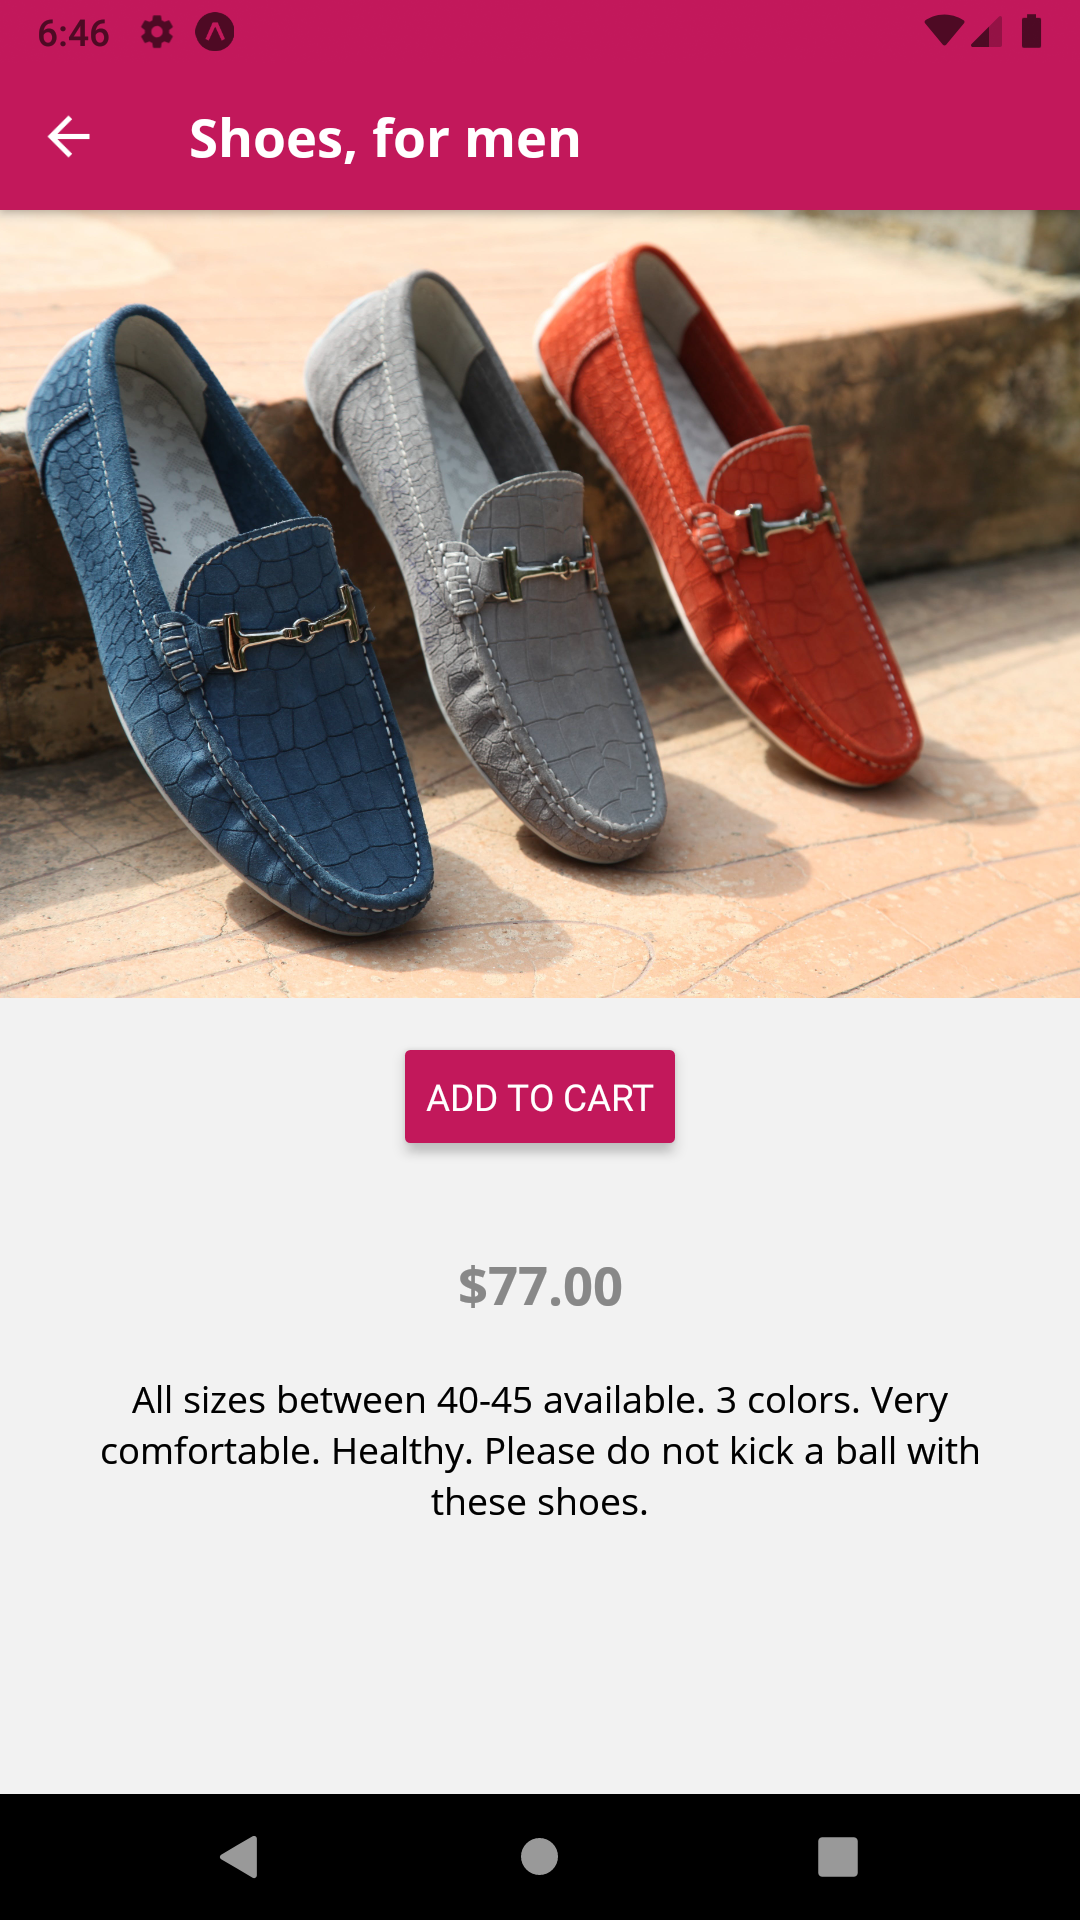 6:46
Shoes, for men
David
ADD TO CART
$77.00
All sizes between 40-45 available. 3 colors. Very
comfortable. Healthy. Please do not kick a ball with
these shoes.